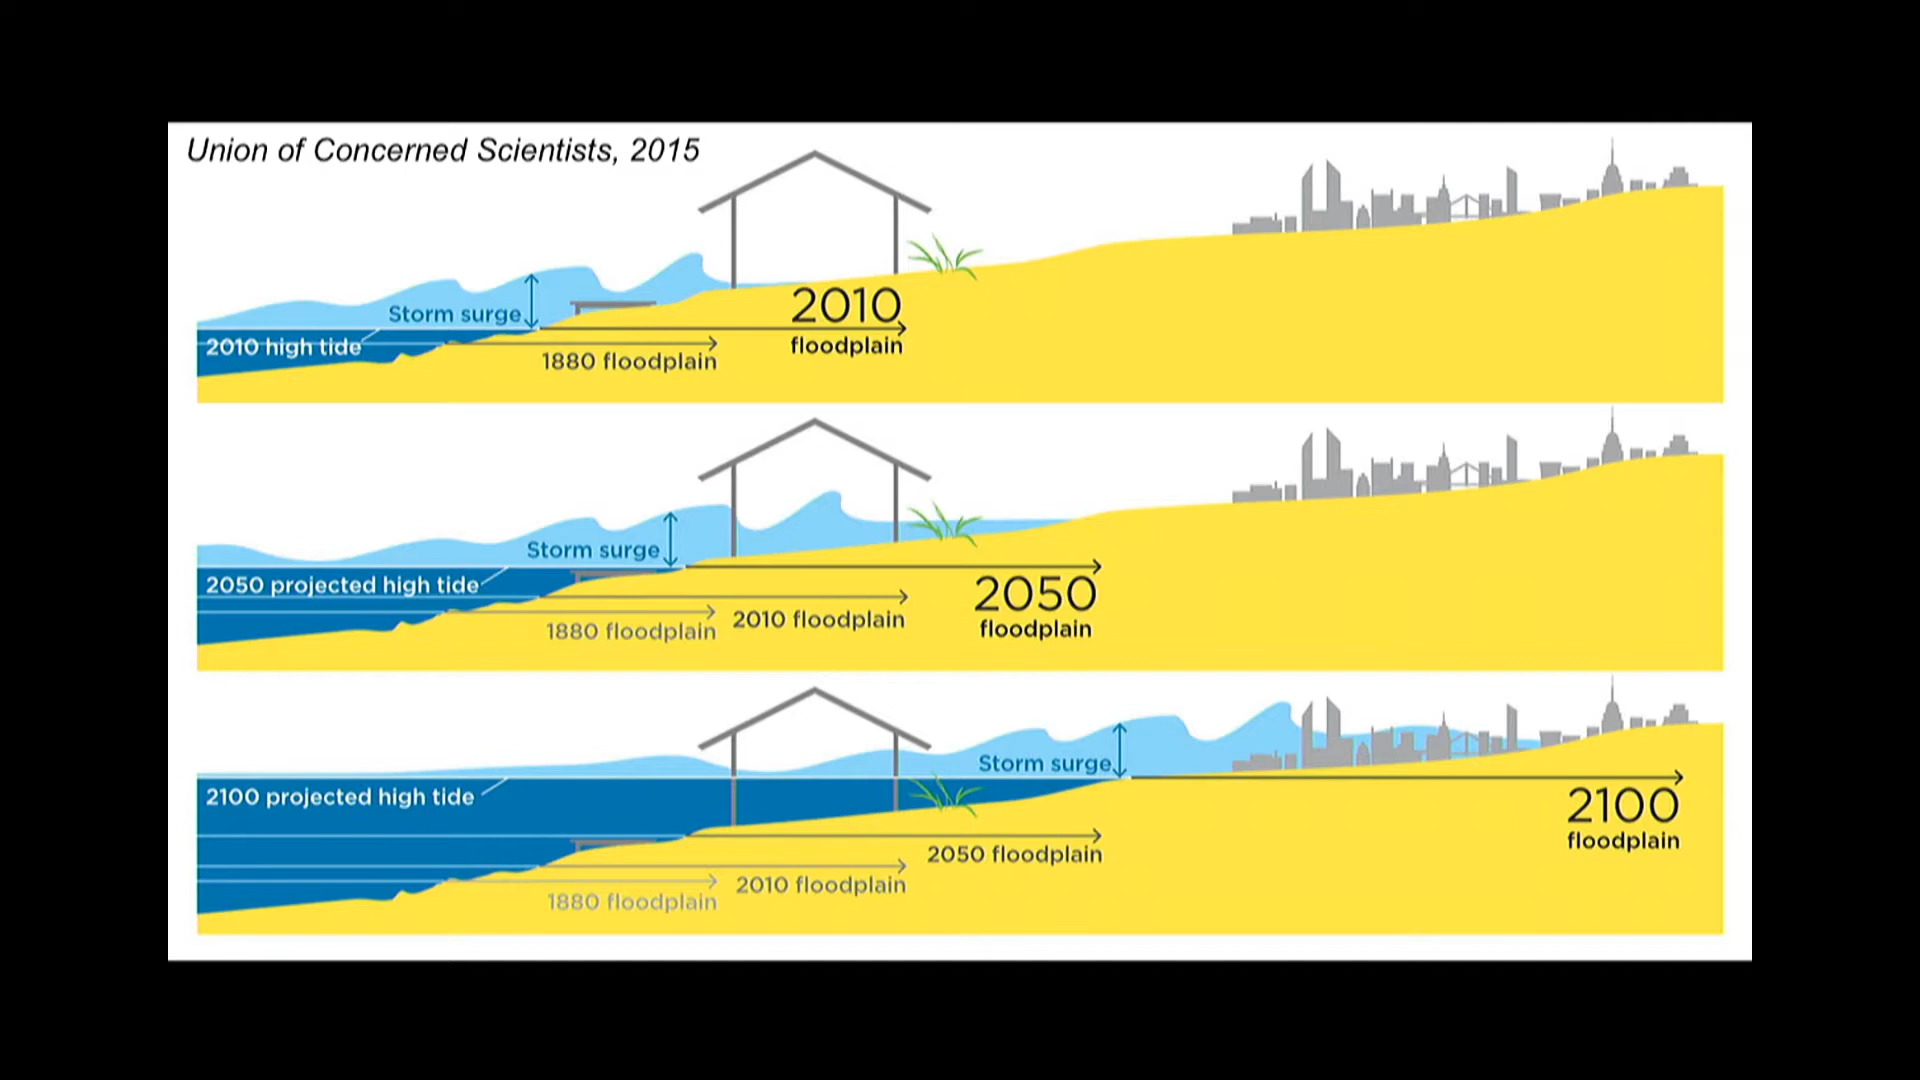 Union of Concerned Scientists, 2015
Storm surge
2010 high tide
1880 floodplain
2010
floodplain
Storm surge
2050 projected high tide
1880 floodplain
2010 floodplain
2050
floodplain
Storm surge
2100 projected high tide
1880 floodplain
2010 floodplain
2050 floodplain
2100
floodplain